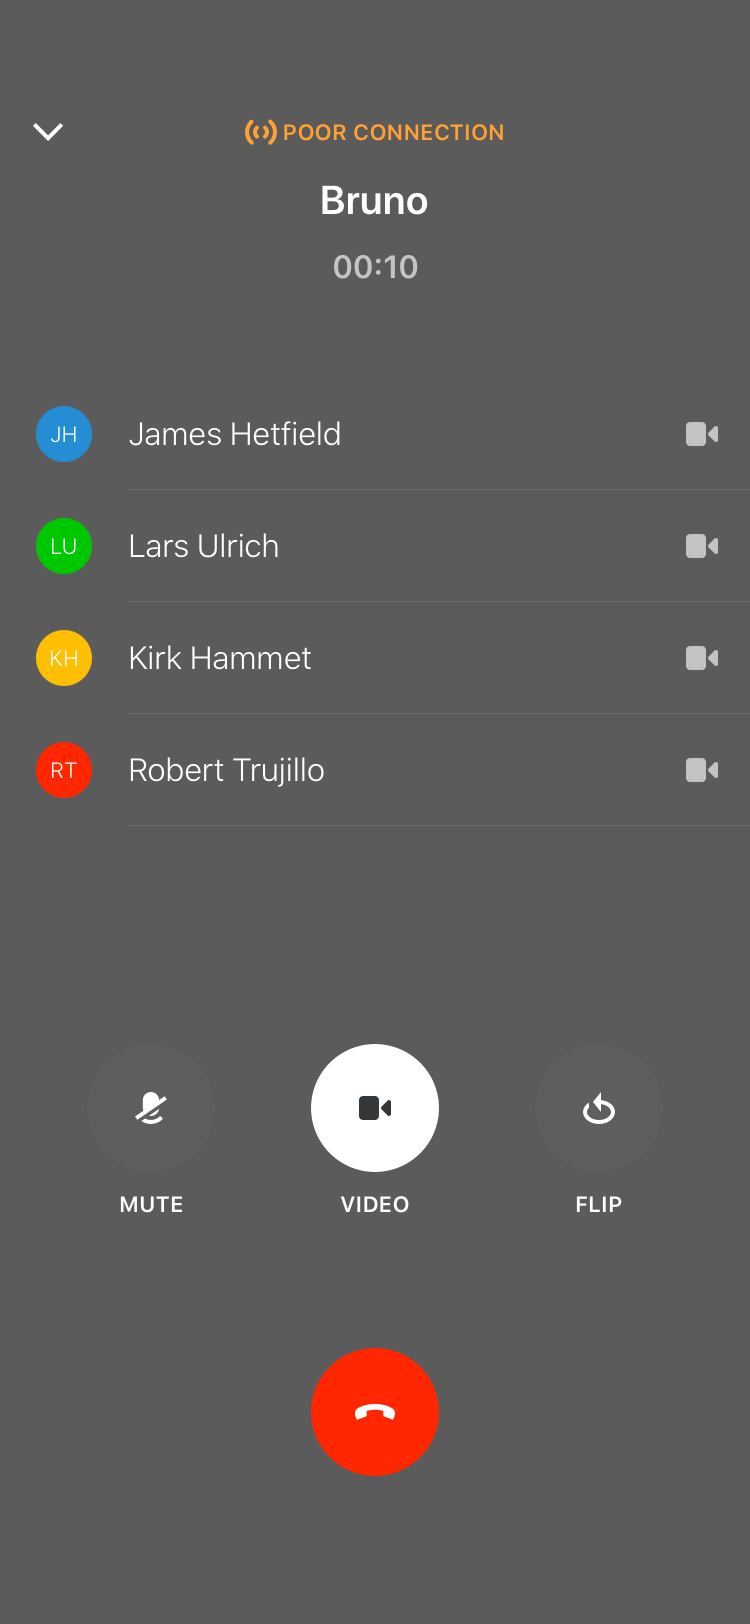 POOR CONNECTION
Bruno
00:10
JH James Hetfield
LU Lars Ulrich
KH Kirk Hammet
RT Robert Trujillo
MUTE VIDEO FLIP